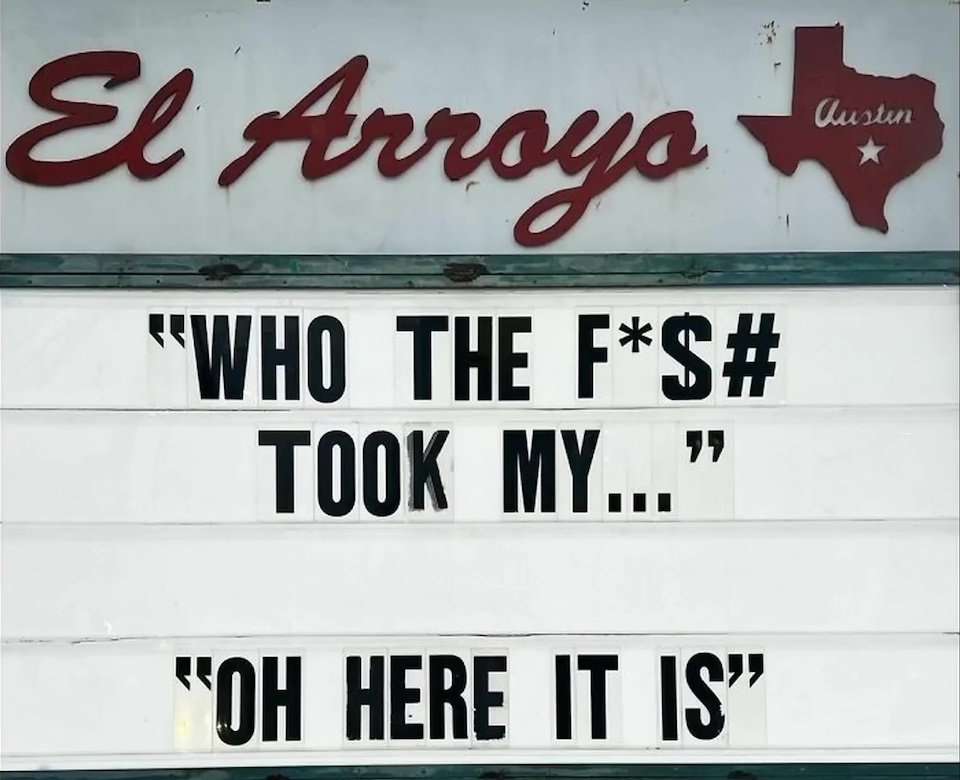 El Arroyo
Austin
"WHO THE F*$#
TOOK MY..."
"OH HERE IT IS"